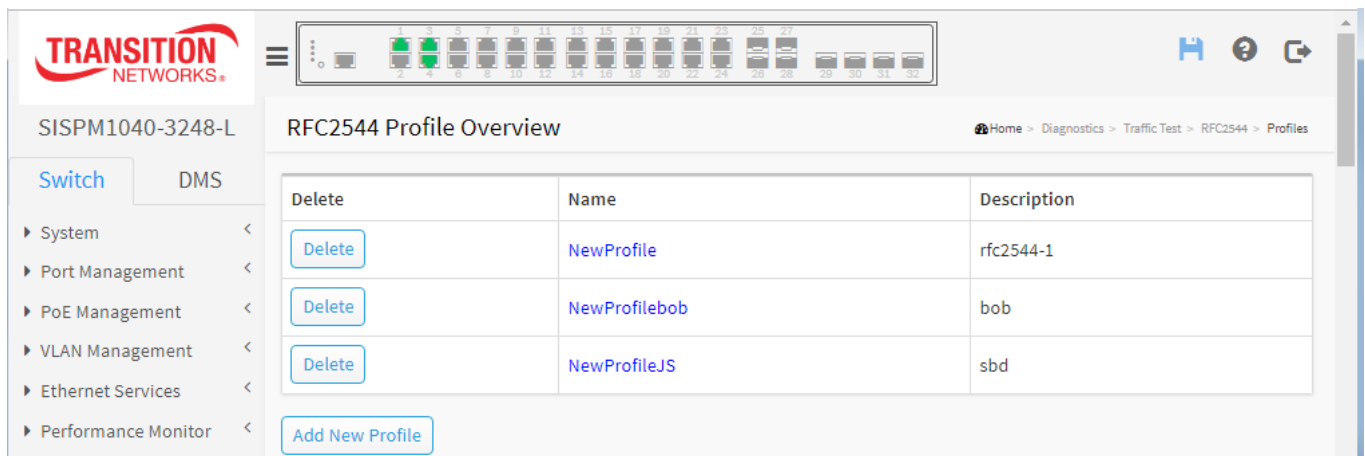 TRANSITION
NETWORKS®
1 3 5 7 9 11 13 15 17 19 21 23 25 27
2 4 6 8 10 12 14 16 18 20 22 24 26 28 29 30 31 32
SISPM1040-3248-L
RFC2544 Profile Overview
Home > Diagnostics > Traffic Test > RFC2544 > Profiles
Switch DMS
System
Port Management
PoE Management
VLAN Management
Ethernet Services
Performance Monitor
Delete Name Description
Delete NewProfile rfc2544-1
Delete NewProfilebob bob
Delete NewProfileJS sbd
Add New Profile